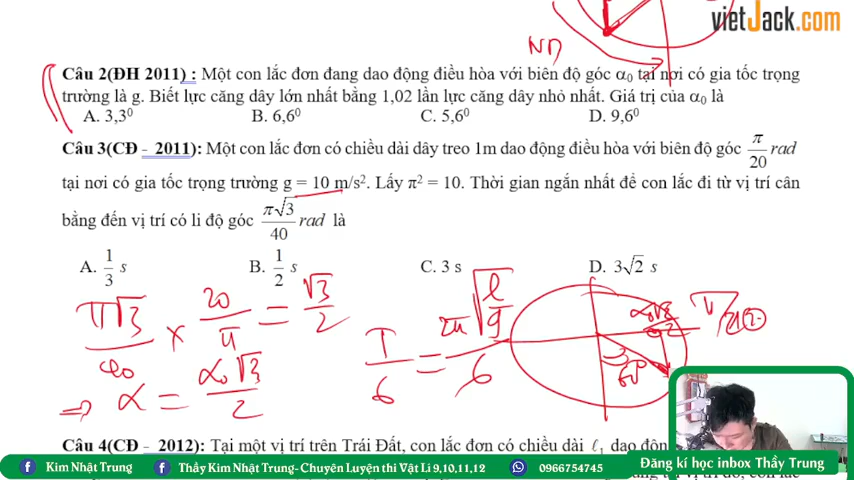 vietJack.com
NĐ
Câu 2(ĐH 2011) : Một con lắc đơn đang dao động điều hòa với biên độ góc α₀ tại nơi có gia tốc trọng
trường là g. Biết lực căng dây lớn nhất bằng 1,02 lần lực căng dây nhỏ nhất. Giá trị của α₀ là
A. 3,3⁰ B. 6,6⁰ C. 5,6⁰ D. 9,6⁰
Câu 3(CĐ - 2011): Một con lắc đơn có chiều dài dây treo 1m dao động điều hòa với biên độ góc π/20 rad
tại nơi có gia tốc trọng trường g = 10 m/s². Lấy π² = 10. Thời gian ngắn nhất để con lắc đi từ vị trí cân
bằng đến vị trí có li độ góc π√3/40 rad là
A. 1/3 s B. 1/2 s C. 3 s D. 3√2 s
π√3/40 × 20/π = √3/2
⇒ α = α₀√3/2
T/6 = 2π√(l/g)/6
α₀√3/2
60°
Câu 4(CĐ - 2012): Tại một vị trí trên Trái Đất, con lắc đơn có chiều dài ℓ₁ dao độn
Kim Nhật Trung
Thầy Kim Nhật Trung- Chuyên Luyện thi Vật Lí 9,10,11,12
0966754745
Đăng kí học inbox Thầy Trung